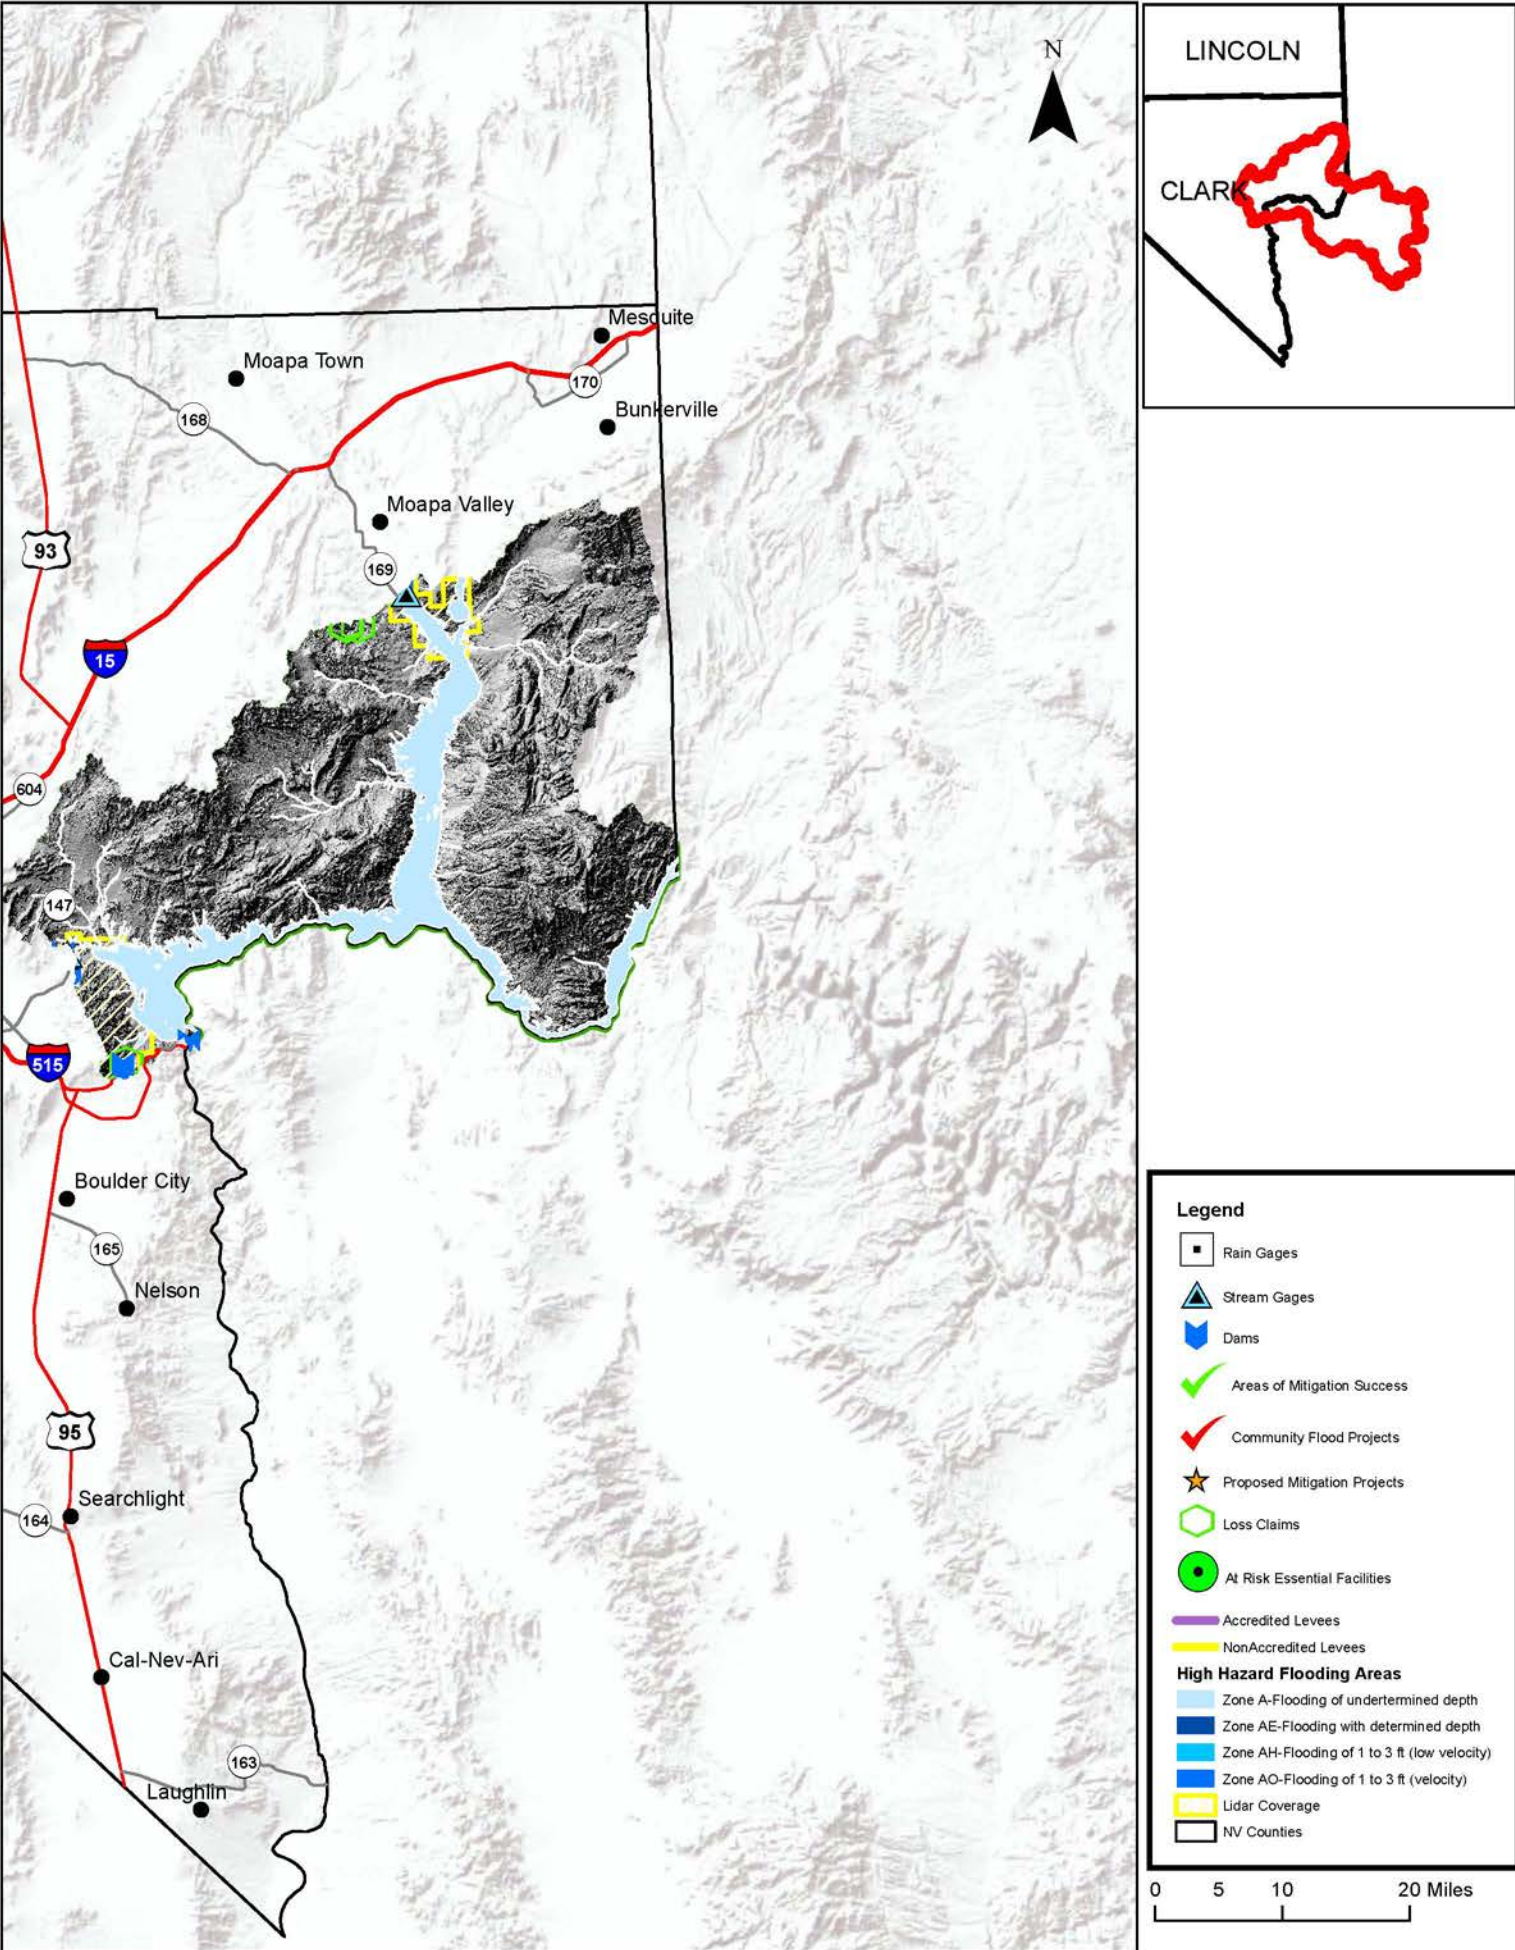 N
LINCOLN
CLARK
Mesquite
Moapa Town
170
Bunkerville
168
Moapa Valley
93
169
15
604
147
515
Boulder City
165
Nelson
95
Searchlight
164
Cal-Nev-Ari
163
Laughlin
Legend
Rain Gages
Stream Gages
Dams
Areas of Mitigation Success
Community Flood Projects
Proposed Mitigation Projects
Loss Claims
At Risk Essential Facilities
Accredited Levees
NonAccredited Levees
High Hazard Flooding Areas
Zone A-Flooding of undertermined depth
Zone AE-Flooding with determined depth
Zone AH-Flooding of 1 to 3 ft (low velocity)
Zone AO-Flooding of 1 to 3 ft (velocity)
Lidar Coverage
NV Counties
0 5 10 20 Miles